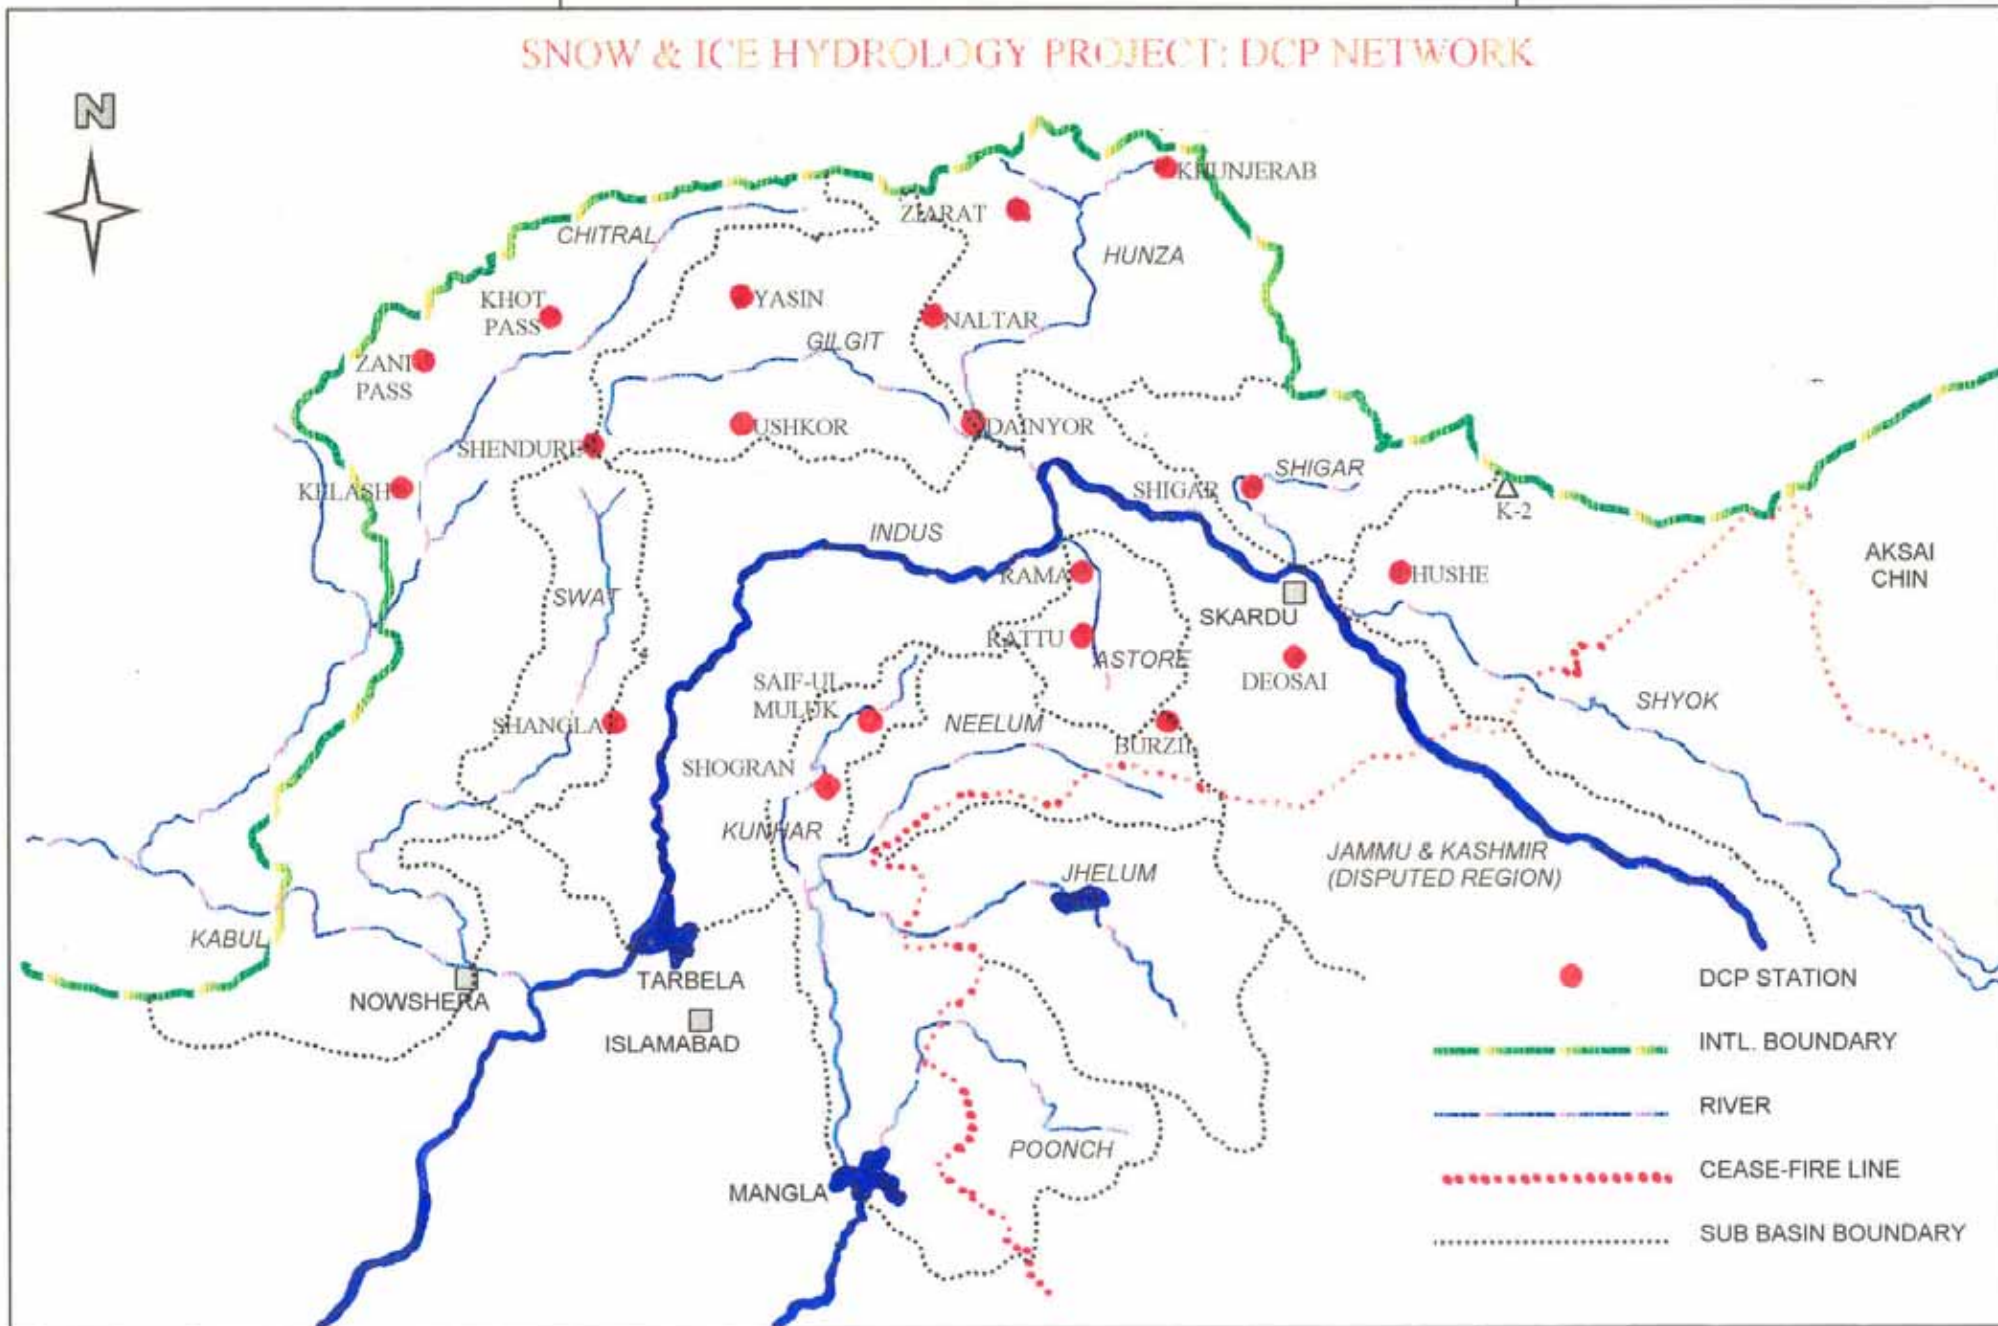 SNOW & ICE HYDROLOGY PROJECT: DCP NETWORK
N
KHUNJERAB
ZIARAT
CHITRAL
HUNZA
KHOT
PASS
YASIN
NALTAR
GILGIT
ZANI
PASS
USHKOR
DAINYOR
SHENDURE
SHIGAR
KELASH
SHIGAR
K-2
INDUS
AKSAI
CHIN
RAMA
HUSHE
SWAT
SKARDU
RATTU
ASTORE
DEOSAI
SAIF-UL
MULUK
SHYOK
SHANGLA
NEELUM
BURZIL
SHOGRAN
KUNHAR
JAMMU & KASHMIR
(DISPUTED REGION)
JHELUM
KABUL
TARBELA
NOWSHERA
ISLAMABAD
POONCH
MANGLA
DCP STATION
INTL. BOUNDARY
RIVER
CEASE-FIRE LINE
SUB BASIN BOUNDARY